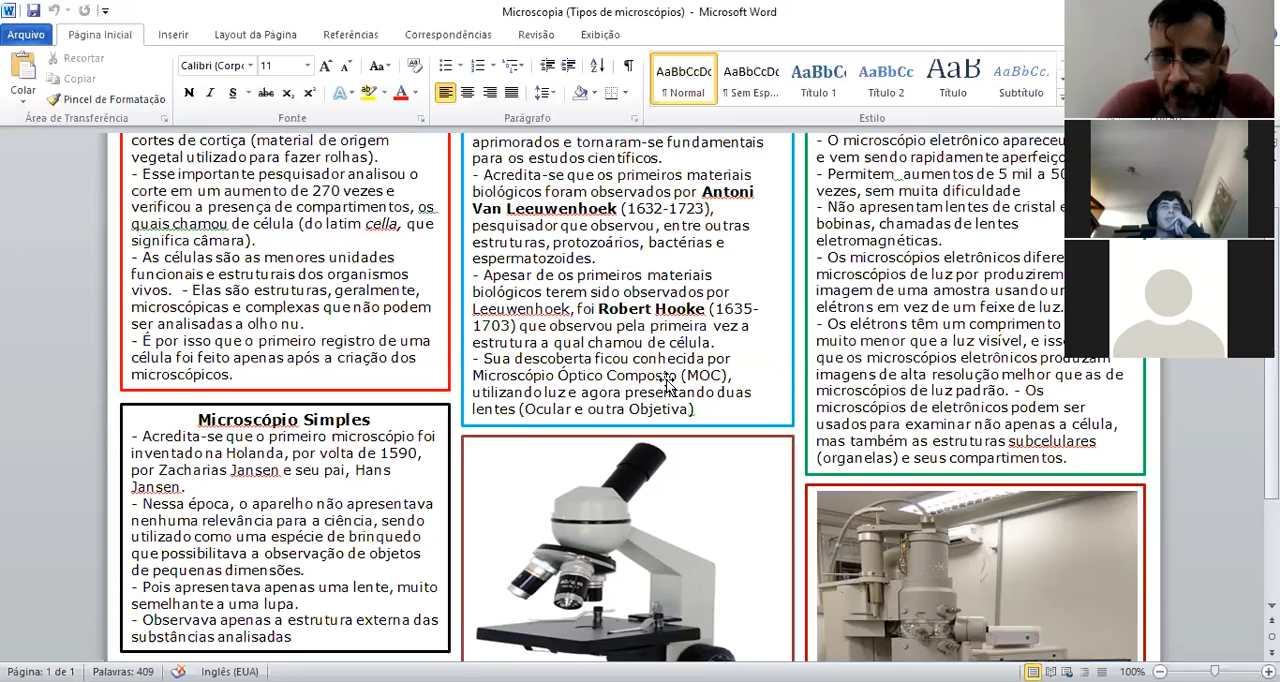 Microscopia (Tipos de microscópios) - Microsoft Word
Arquivo Página Inicial Inserir Layout da Página Referências Correspondências Revisão Exibição
Colar
Recortar
Copiar
Pincel de Formatação
Área de Transferência
Calibri (Corpo 11
Fonte
Parágrafo
AaBbCcDc AaBbCcDc AaBbC AaBbCc AaB AaBbCc.
¶ Normal ¶ Sem Esp... Título 1 Título 2 Título Subtítulo
Estilo
cortes de cortiça (material de origem
vegetal utilizado para fazer rolhas).
- Esse importante pesquisador analisou o
corte em um aumento de 270 vezes e
verificou a presença de compartimentos, os
quais chamou de célula (do latim cella, que
significa câmara).
- As células são as menores unidades
funcionais e estruturais dos organismos
vivos. - Elas são estruturas, geralmente,
microscópicas e complexas que não podem
ser analisadas a olho nu.
- É por isso que o primeiro registro de uma
célula foi feito apenas após a criação dos
microscópicos.
Microscópio Simples
- Acredita-se que o primeiro microscópio foi
inventado na Holanda, por volta de 1590,
por Zacharias Jansen e seu pai, Hans
Jansen.
- Nessa época, o aparelho não apresentava
nenhuma relevância para a ciência, sendo
utilizado como uma espécie de brinquedo
que possibilitava a observação de objetos
de pequenas dimensões.
- Pois apresentava apenas uma lente, muito
semelhante a uma lupa.
- Observava apenas a estrutura externa das
substâncias analisadas
aprimorados e tornaram-se fundamentais
para os estudos científicos.
- Acredita-se que os primeiros materiais
biológicos foram observados por Antoni
Van Leeuwenhoek (1632-1723),
pesquisador que observou, entre outras
estruturas, protozoários, bactérias e
espermatozoides.
- Apesar de os primeiros materiais
biológicos terem sido observados por
Leeuwenhoek, foi Robert Hooke (1635-
1703) que observou pela primeira vez a
estrutura a qual chamou de célula.
- Sua descoberta ficou conhecida por
Microscópio Óptico Composto (MOC),
utilizando luz e agora presentando duas
lentes (Ocular e outra Objetiva)
- O microscópio eletrônico apareceu
e vem sendo rapidamente aperfeiço
- Permitem aumentos de 5 mil a 50
vezes, sem muita dificuldade
- Não apresentam lentes de cristal e
bobinas, chamadas de lentes
eletromagnéticas.
- Os microscópios eletrônicos difere
microscópios de luz por produzirem
imagem de uma amostra usando u
elétrons em vez de um feixe de luz.
- Os elétrons têm um comprimento
muito menor que a luz visível, e iss
que os microscópios eletrônicos produzam
imagens de alta resolução melhor que as de
microscópios de luz padrão. - Os
microscópios de eletrônicos podem ser
usados para examinar não apenas a célula,
mas também as estruturas subcelulares
(organelas) e seus compartimentos.
Página: 1 de 1 Palavras: 409 Inglês (EUA) 100%